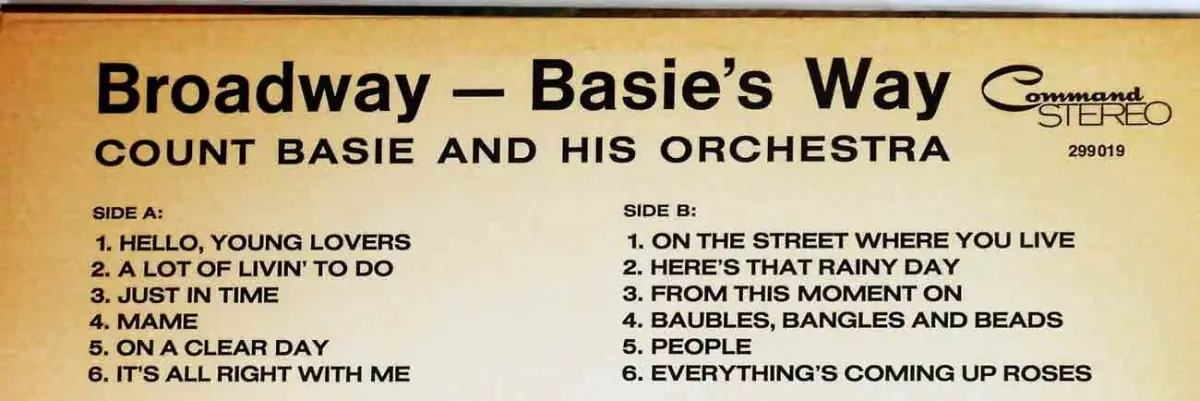 Broadway — Basie's Way
Command
STEREO
COUNT BASIE AND HIS ORCHESTRA
299019
SIDE A:
1. HELLO, YOUNG LOVERS
2. A LOT OF LIVIN' TO DO
3. JUST IN TIME
4. MAME
5. ON A CLEAR DAY
6. IT'S ALL RIGHT WITH ME
SIDE B:
1. ON THE STREET WHERE YOU LIVE
2. HERE'S THAT RAINY DAY
3. FROM THIS MOMENT ON
4. BAUBLES, BANGLES AND BEADS
5. PEOPLE
6. EVERYTHING'S COMING UP ROSES